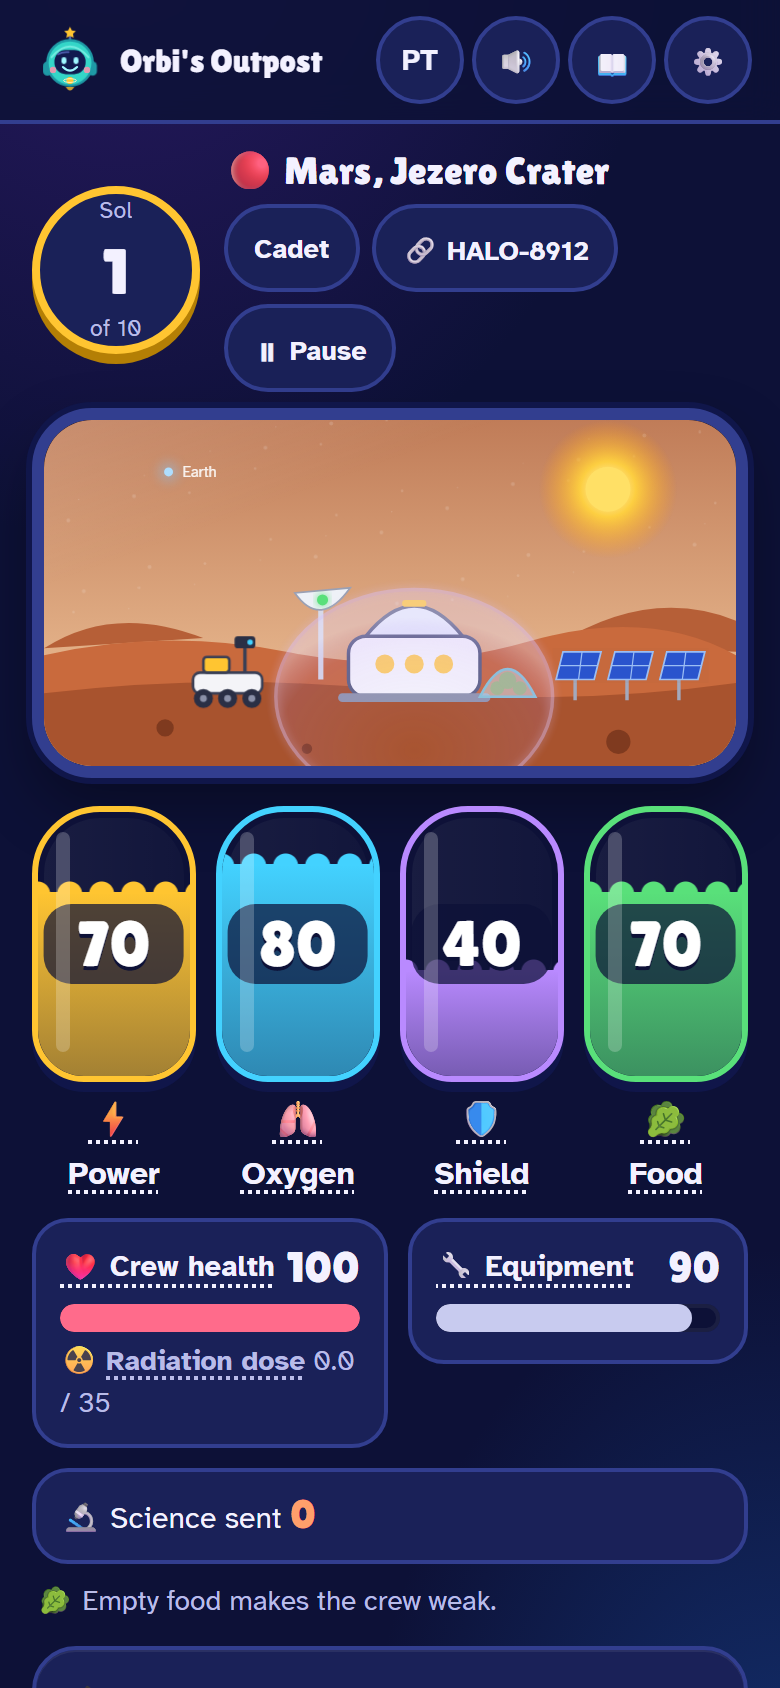 Orbi's Outpost
PT
Sol
1
of 10
Mars, Jezero Crater
Cadet
HALO-8912
Pause
Earth
70
80
40
70
Power
Oxygen
Shield
Food
Crew health 100
Radiation dose 0.0
/ 35
Equipment 90
Science sent 0
Empty food makes the crew weak.